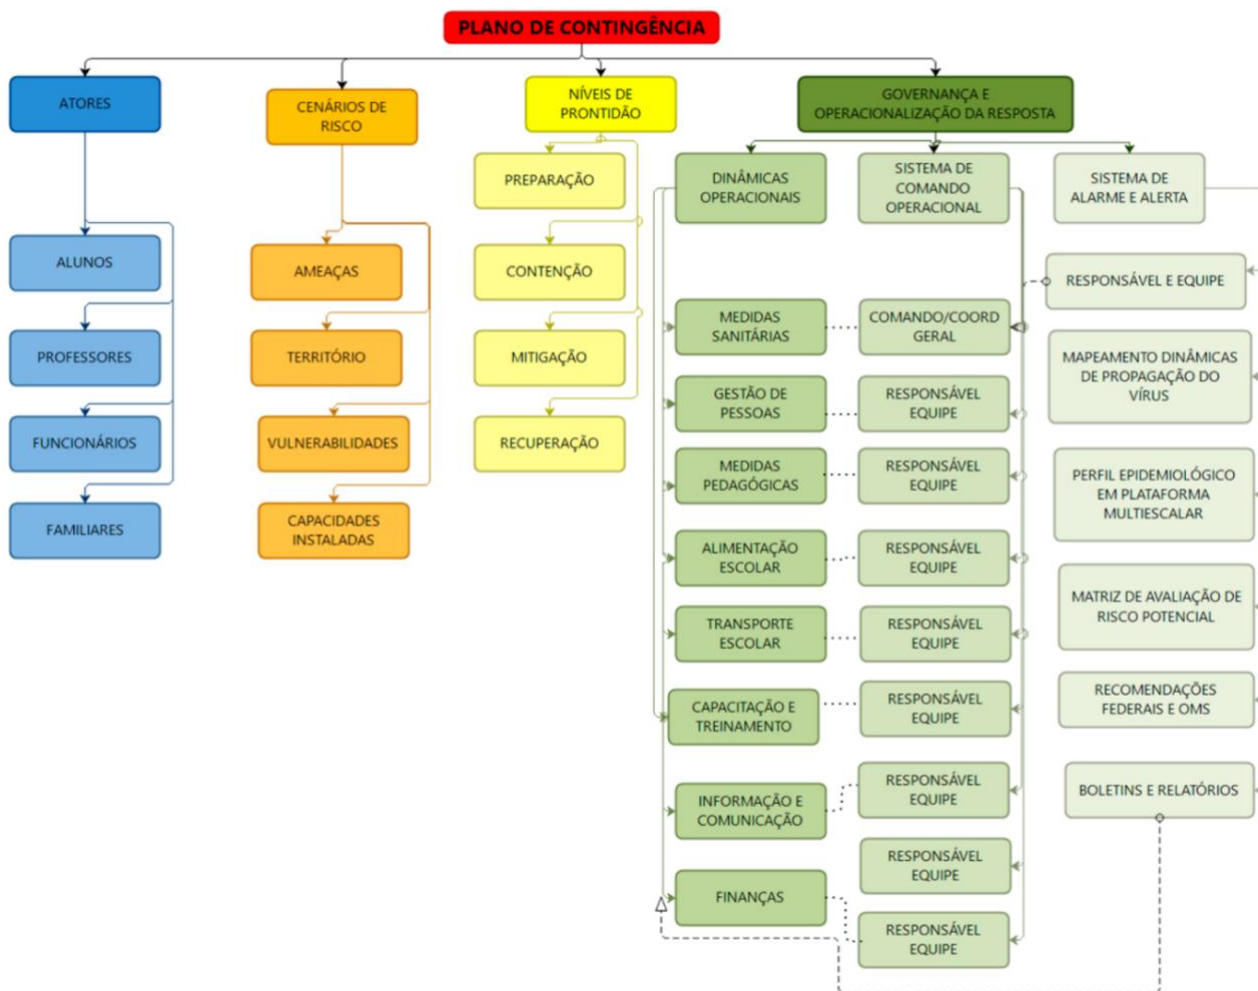 PLANO DE CONTINGÊNCIA
ATORES
CENÁRIOS DE
RISCO
NÍVEIS DE
PRONTIDÃO
GOVERNANÇA E
OPERACIONALIZAÇÃO DA RESPOSTA
ALUNOS
PROFESSORES
FUNCIONÁRIOS
FAMILIARES
AMEAÇAS
TERRITÓRIO
VULNERABILIDADES
CAPACIDADES
INSTALADAS
PREPARAÇÃO
CONTENÇÃO
MITIGAÇÃO
RECUPERAÇÃO
DINÂMICAS
OPERACIONAIS
MEDIDAS
SANITÁRIAS
GESTÃO DE
PESSOAS
MEDIDAS
PEDAGÓGICAS
ALIMENTAÇÃO
ESCOLAR
TRANSPORTE
ESCOLAR
CAPACITAÇÃO E
TREINAMENTO
INFORMAÇÃO E
COMUNICAÇÃO
FINANÇAS
SISTEMA DE
COMANDO
OPERACIONAL
COMANDO/COORD
GERAL
RESPONSÁVEL
EQUIPE
RESPONSÁVEL
EQUIPE
RESPONSÁVEL
EQUIPE
RESPONSÁVEL
EQUIPE
RESPONSÁVEL
EQUIPE
RESPONSÁVEL
EQUIPE
RESPONSÁVEL
EQUIPE
RESPONSÁVEL
EQUIPE
SISTEMA DE
ALARME E ALERTA
RESPONSÁVEL E EQUIPE
MAPEAMENTO DINÂMICAS
DE PROPAGAÇÃO DO
VÍRUS
PERFIL EPIDEMIOLÓGICO
EM PLATAFORMA
MULTIESCALAR
MATRIZ DE AVALIAÇÃO DE
RISCO POTENCIAL
RECOMENDAÇÕES
FEDERAIS E OMS
BOLETINS E RELATÓRIOS